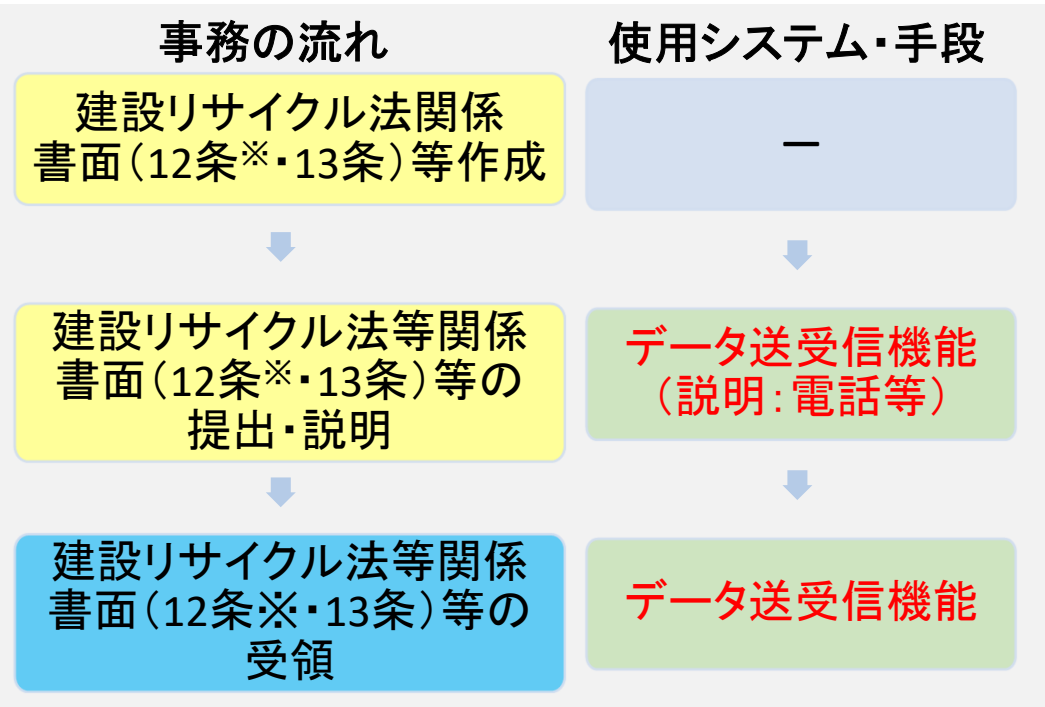 事務の流れ
使用システム・手段
建設リサイクル法関係
書面（12条※・13条）等作成
ー
建設リサイクル法等関係
書面（12条※・13条）等の
提出・説明
データ送受信機能
（説明：電話等）
建設リサイクル法等関係
書面（12条※・13条）等の
受領
データ送受信機能